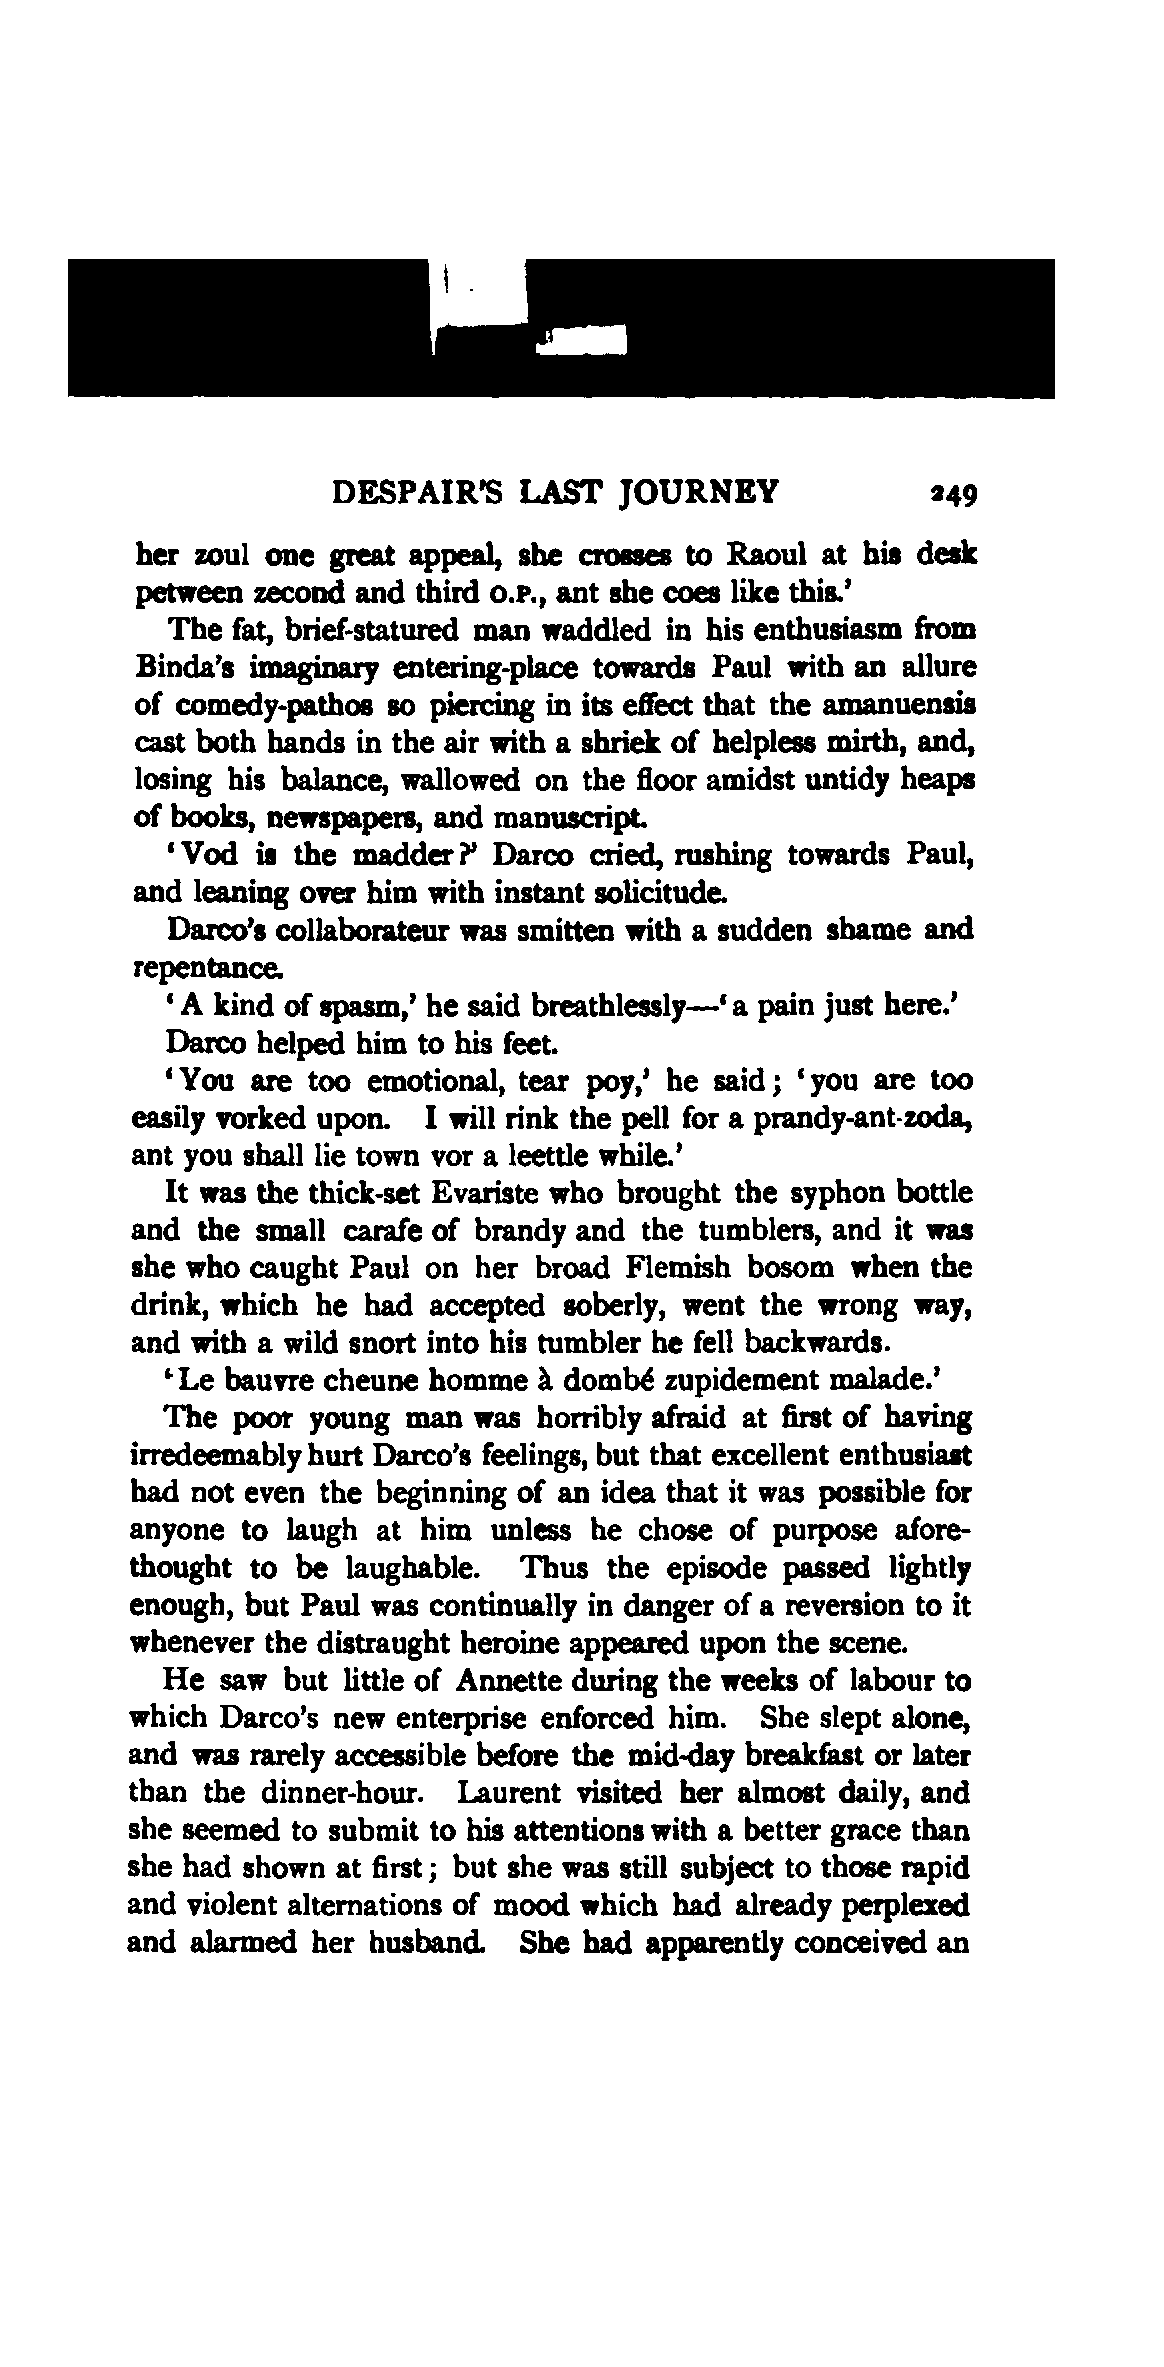 DESPAIR'S LAST JOURNEY 249
her zoul one great appeal, she crosses to Raoul at his desk
petween zecond and third O.P., ant she coes like this.'
The fat, brief-statured man waddled in his enthusiasm from
Binda's imaginary entering-place towards Paul with an allure
of comedy-pathos so piercing in its effect that the amanuensis
cast both hands in the air with a shriek of helpless mirth, and,
losing his balance, wallowed on the floor amidst untidy heaps
of books, newspapers, and manuscript.
'Vod is the madder?' Darco cried, rushing towards Paul,
and leaning over him with instant solicitude.
Darco's collaborateur was smitten with a sudden shame and
repentance.
'A kind of spasm,' he said breathlessly—'a pain just here.'
Darco helped him to his feet.
'You are too emotional, tear poy,' he said; 'you are too
easily vorked upon. I will rink the pell for a prandy-ant-zoda,
ant you shall lie town vor a leettle while.'
It was the thick-set Evariste who brought the syphon bottle
and the small carafe of brandy and the tumblers, and it was
she who caught Paul on her broad Flemish bosom when the
drink, which he had accepted soberly, went the wrong way,
and with a wild snort into his tumbler he fell backwards.
'Le bauvre cheune homme à dombé zupidement malade.'
The poor young man was horribly afraid at first of having
irredeemably hurt Darco's feelings, but that excellent enthusiast
had not even the beginning of an idea that it was possible for
anyone to laugh at him unless he chose of purpose afore-
thought to be laughable. Thus the episode passed lightly
enough, but Paul was continually in danger of a reversion to it
whenever the distraught heroine appeared upon the scene.
He saw but little of Annette during the weeks of labour to
which Darco's new enterprise enforced him. She slept alone,
and was rarely accessible before the mid-day breakfast or later
than the dinner-hour. Laurent visited her almost daily, and
she seemed to submit to his attentions with a better grace than
she had shown at first; but she was still subject to those rapid
and violent alternations of mood which had already perplexed
and alarmed her husband. She had apparently conceived an